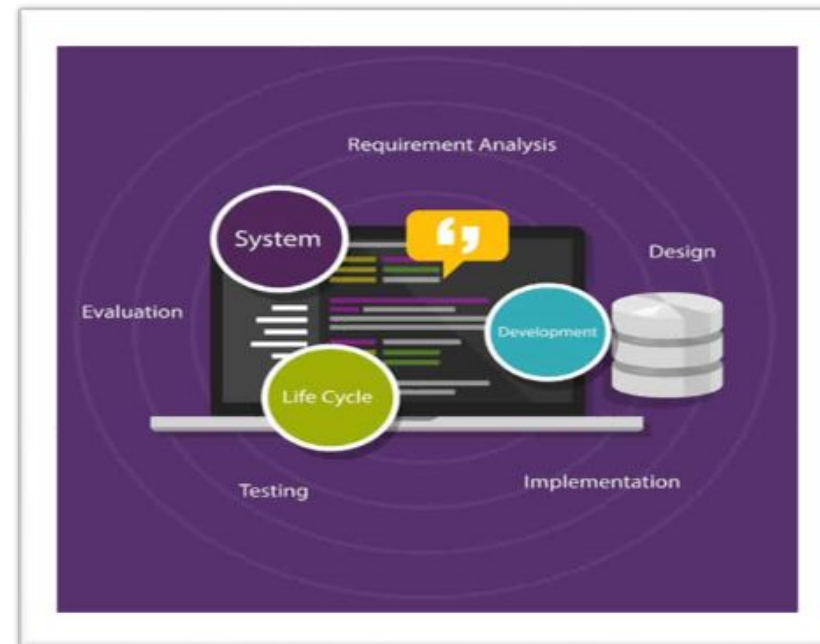 Requirement Analysis
System
Design
Evaluation
Development
Life Cycle
Testing
Implementation